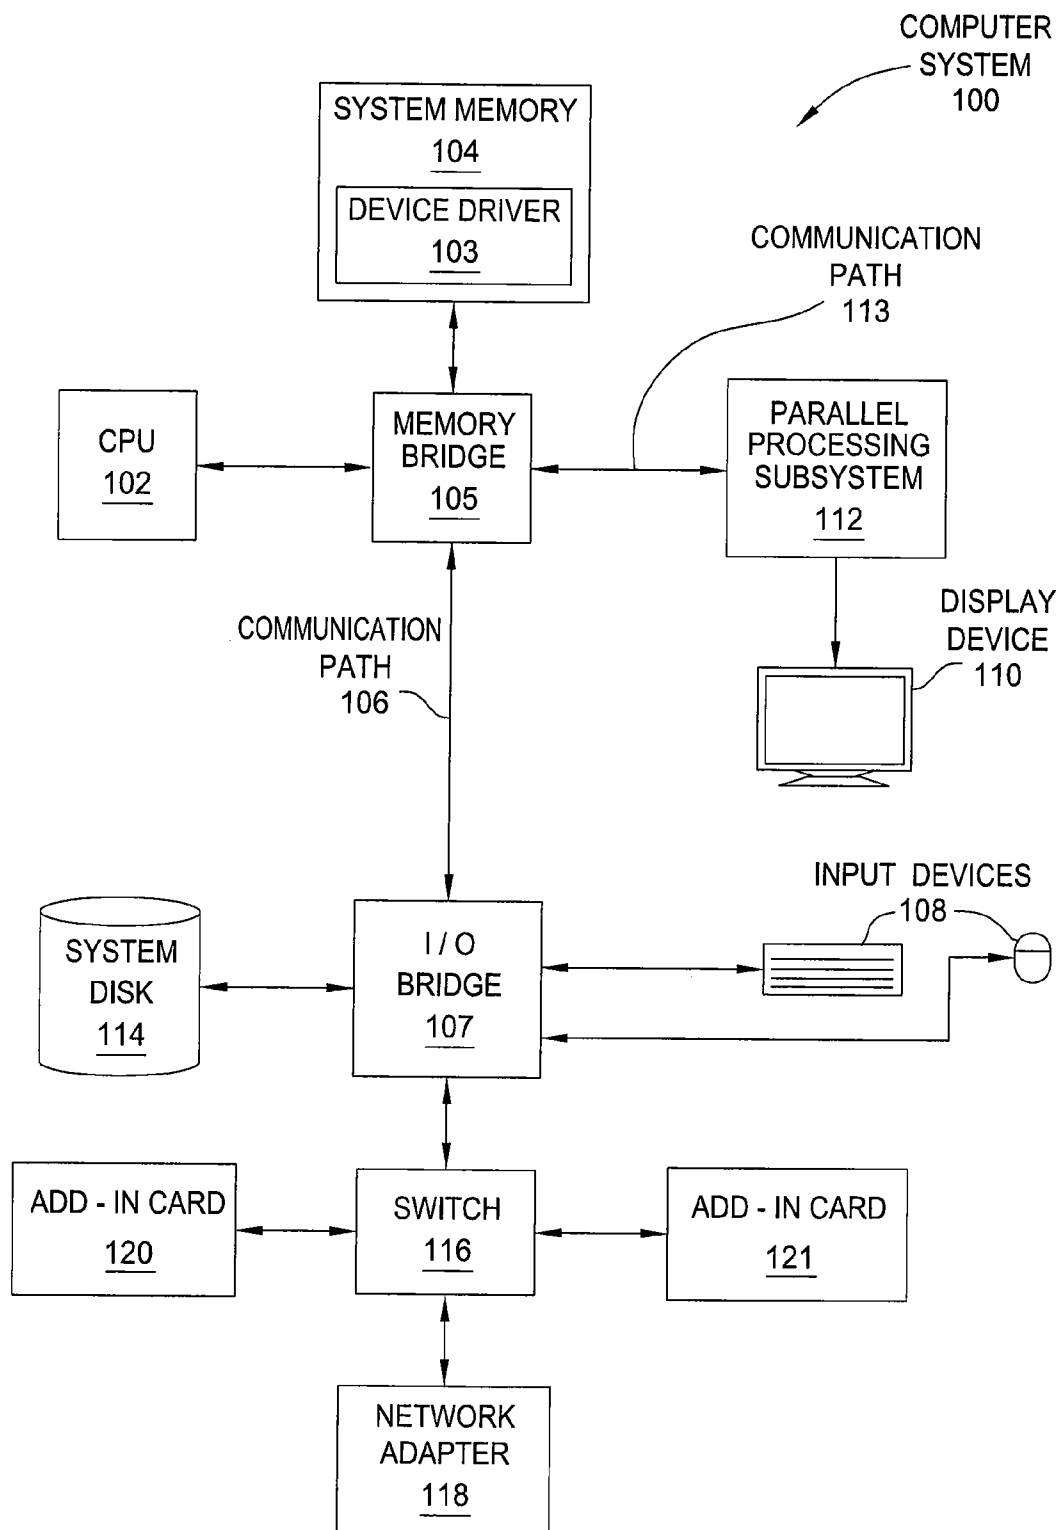 COMPUTER
SYSTEM
100
SYSTEM MEMORY
104
DEVICE DRIVER
103
COMMUNICATION
PATH
113
CPU
102
MEMORY
BRIDGE
105
PARALLEL
PROCESSING
SUBSYSTEM
112
COMMUNICATION
PATH
106
DISPLAY
DEVICE
110
INPUT DEVICES
108
SYSTEM
DISK
114
I / O
BRIDGE
107
ADD - IN CARD
120
SWITCH
116
ADD - IN CARD
121
NETWORK
ADAPTER
118